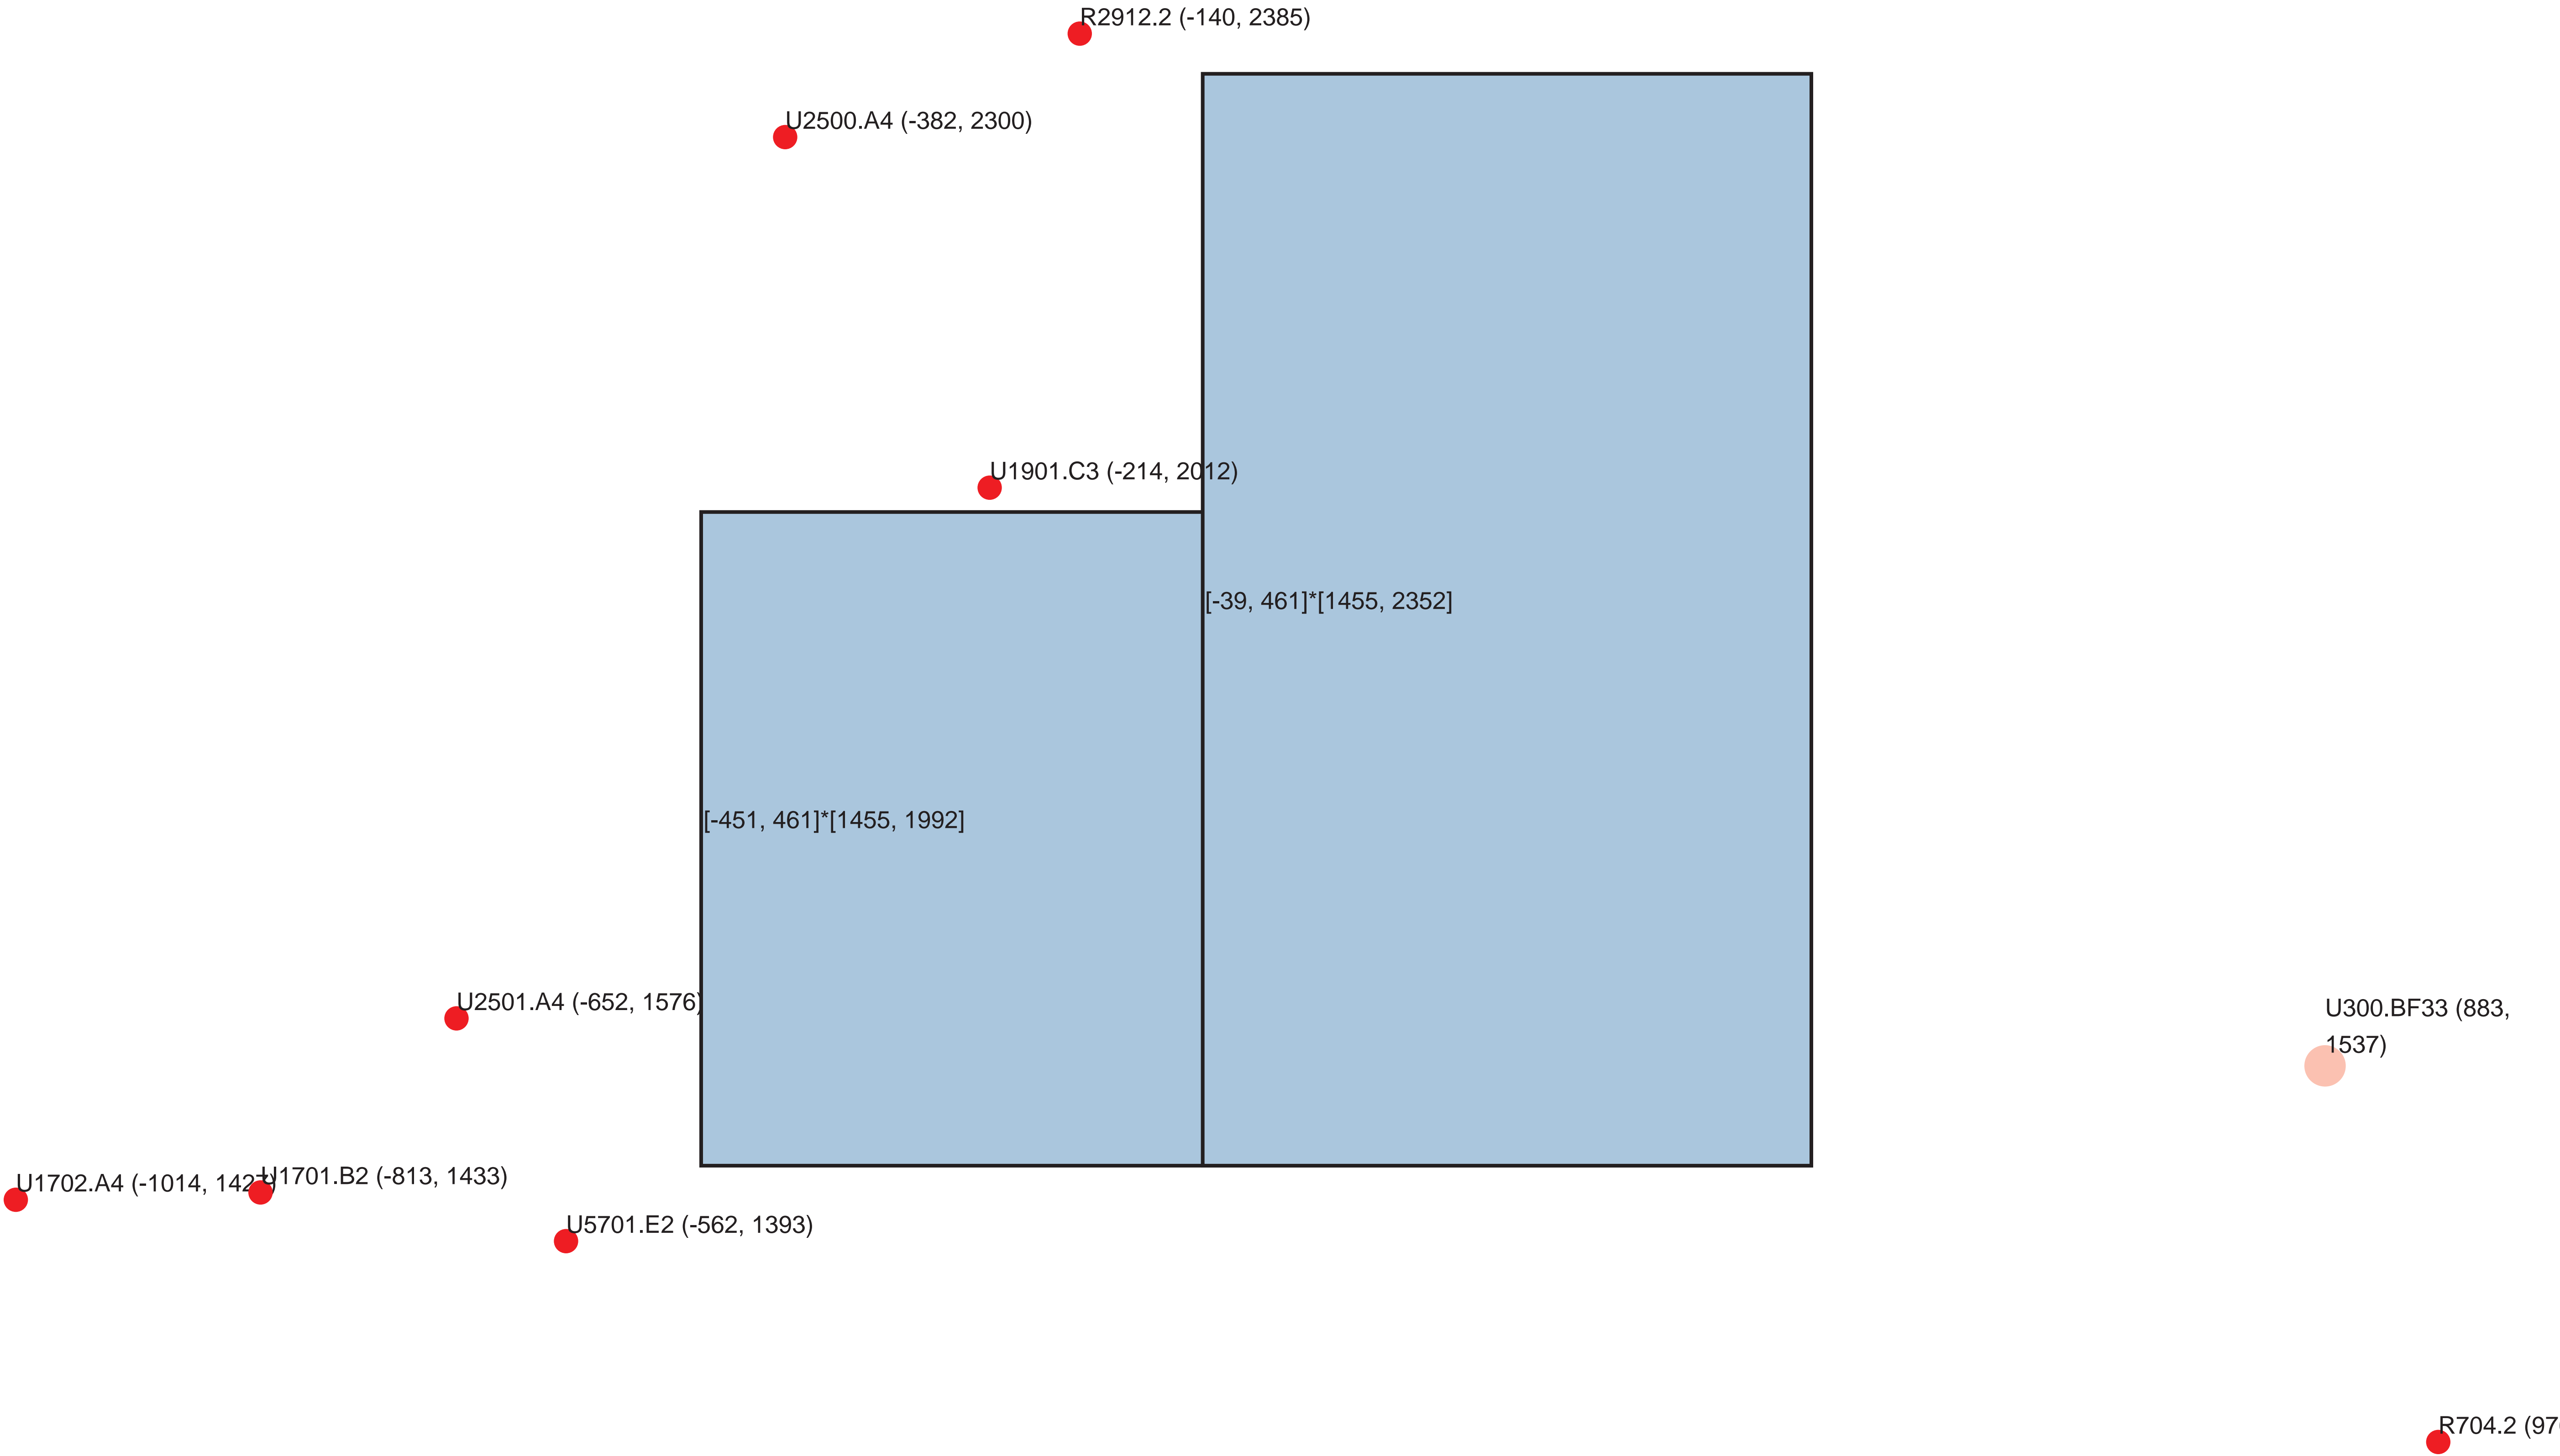 R2912.2 (-140, 2385)
U2500.A4 (-382, 2300)
U1901.C3 (-214, 2012)
[-39, 461]*[1455, 2352]
[-451, 461]*[1455, 1992]
U2501.A4 (-652, 1576)
U300.BF33 (883,
1537)
U1702.A4 (-1014, 1427)
U1701.B2 (-813, 1433)
U5701.E2 (-562, 1393)
R704.2 (97